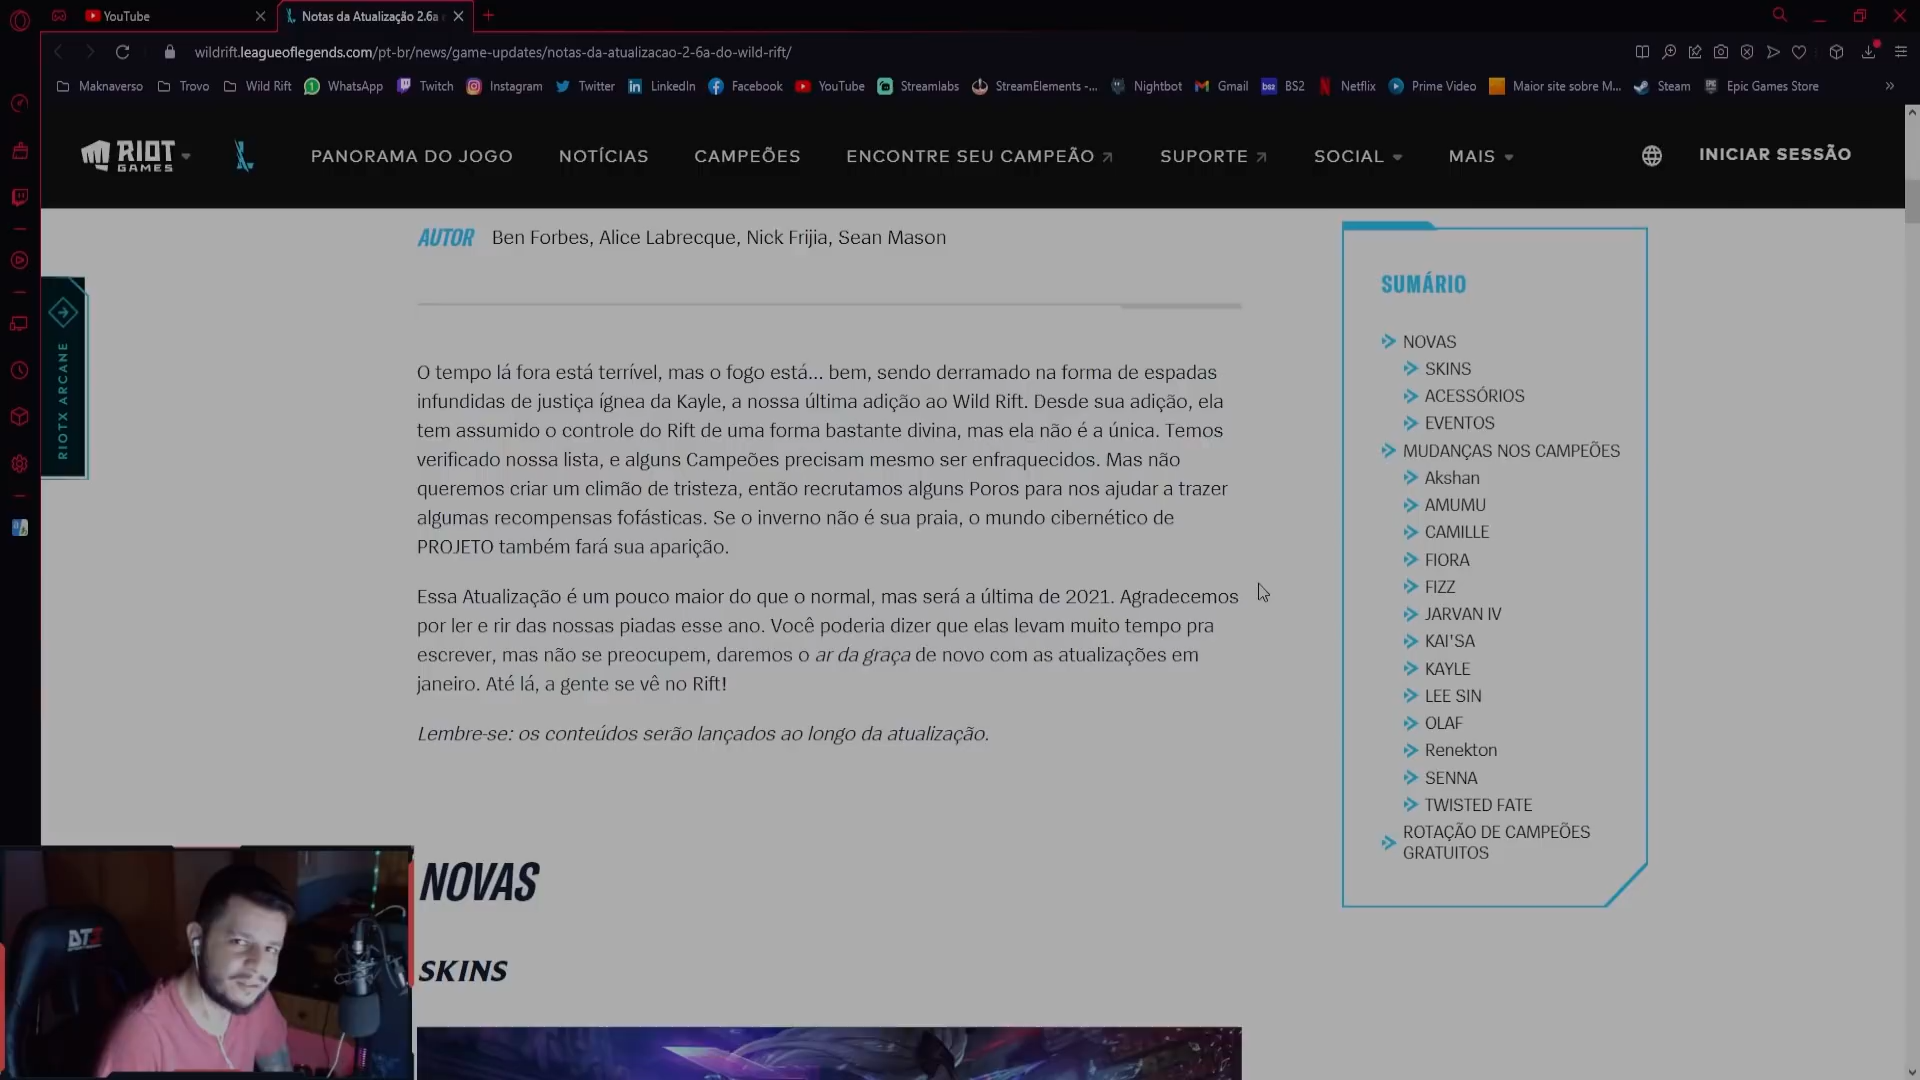 YouTube
Notas da Atualização 2.6a
wildrift.leagueoflegends.com/pt-br/news/game-updates/notas-da-atualizacao-2-6a-do-wild-rift/
Maknaverso Trovo Wild Rift WhatsApp Twitch Instagram Twitter LinkedIn Facebook YouTube Streamlabs StreamElements -... Nightbot Gmail BS2 Netflix Prime Video Maior site sobre M... Steam Epic Games Store
RIOT GAMES PANORAMA DO JOGO NOTÍCIAS CAMPEÕES ENCONTRE SEU CAMPEÃO SUPORTE SOCIAL MAIS INICIAR SESSÃO
RIOTX ARCANE
AUTOR Ben Forbes, Alice Labrecque, Nick Frijia, Sean Mason
O tempo lá fora está terrível, mas o fogo está... bem, sendo derramado na forma de espadas
infundidas de justiça ígnea da Kayle, a nossa última adição ao Wild Rift. Desde sua adição, ela
tem assumido o controle do Rift de uma forma bastante divina, mas ela não é a única. Temos
verificado nossa lista, e alguns Campeões precisam mesmo ser enfraquecidos. Mas não
queremos criar um climão de tristeza, então recrutamos alguns Poros para nos ajudar a trazer
algumas recompensas fofásticas. Se o inverno não é sua praia, o mundo cibernético de
PROJETO também fará sua aparição.
Essa Atualização é um pouco maior do que o normal, mas será a última de 2021. Agradecemos
por ler e rir das nossas piadas esse ano. Você poderia dizer que elas levam muito tempo pra
escrever, mas não se preocupem, daremos o ar da graça de novo com as atualizações em
janeiro. Até lá, a gente se vê no Rift!
Lembre-se: os conteúdos serão lançados ao longo da atualização.
NOVAS
SKINS
SUMÁRIO
NOVAS
SKINS
ACESSÓRIOS
EVENTOS
MUDANÇAS NOS CAMPEÕES
Akshan
AMUMU
CAMILLE
FIORA
FIZZ
JARVAN IV
KAI'SA
KAYLE
LEE SIN
OLAF
Renekton
SENNA
TWISTED FATE
ROTAÇÃO DE CAMPEÕES
GRATUITOS
DT3